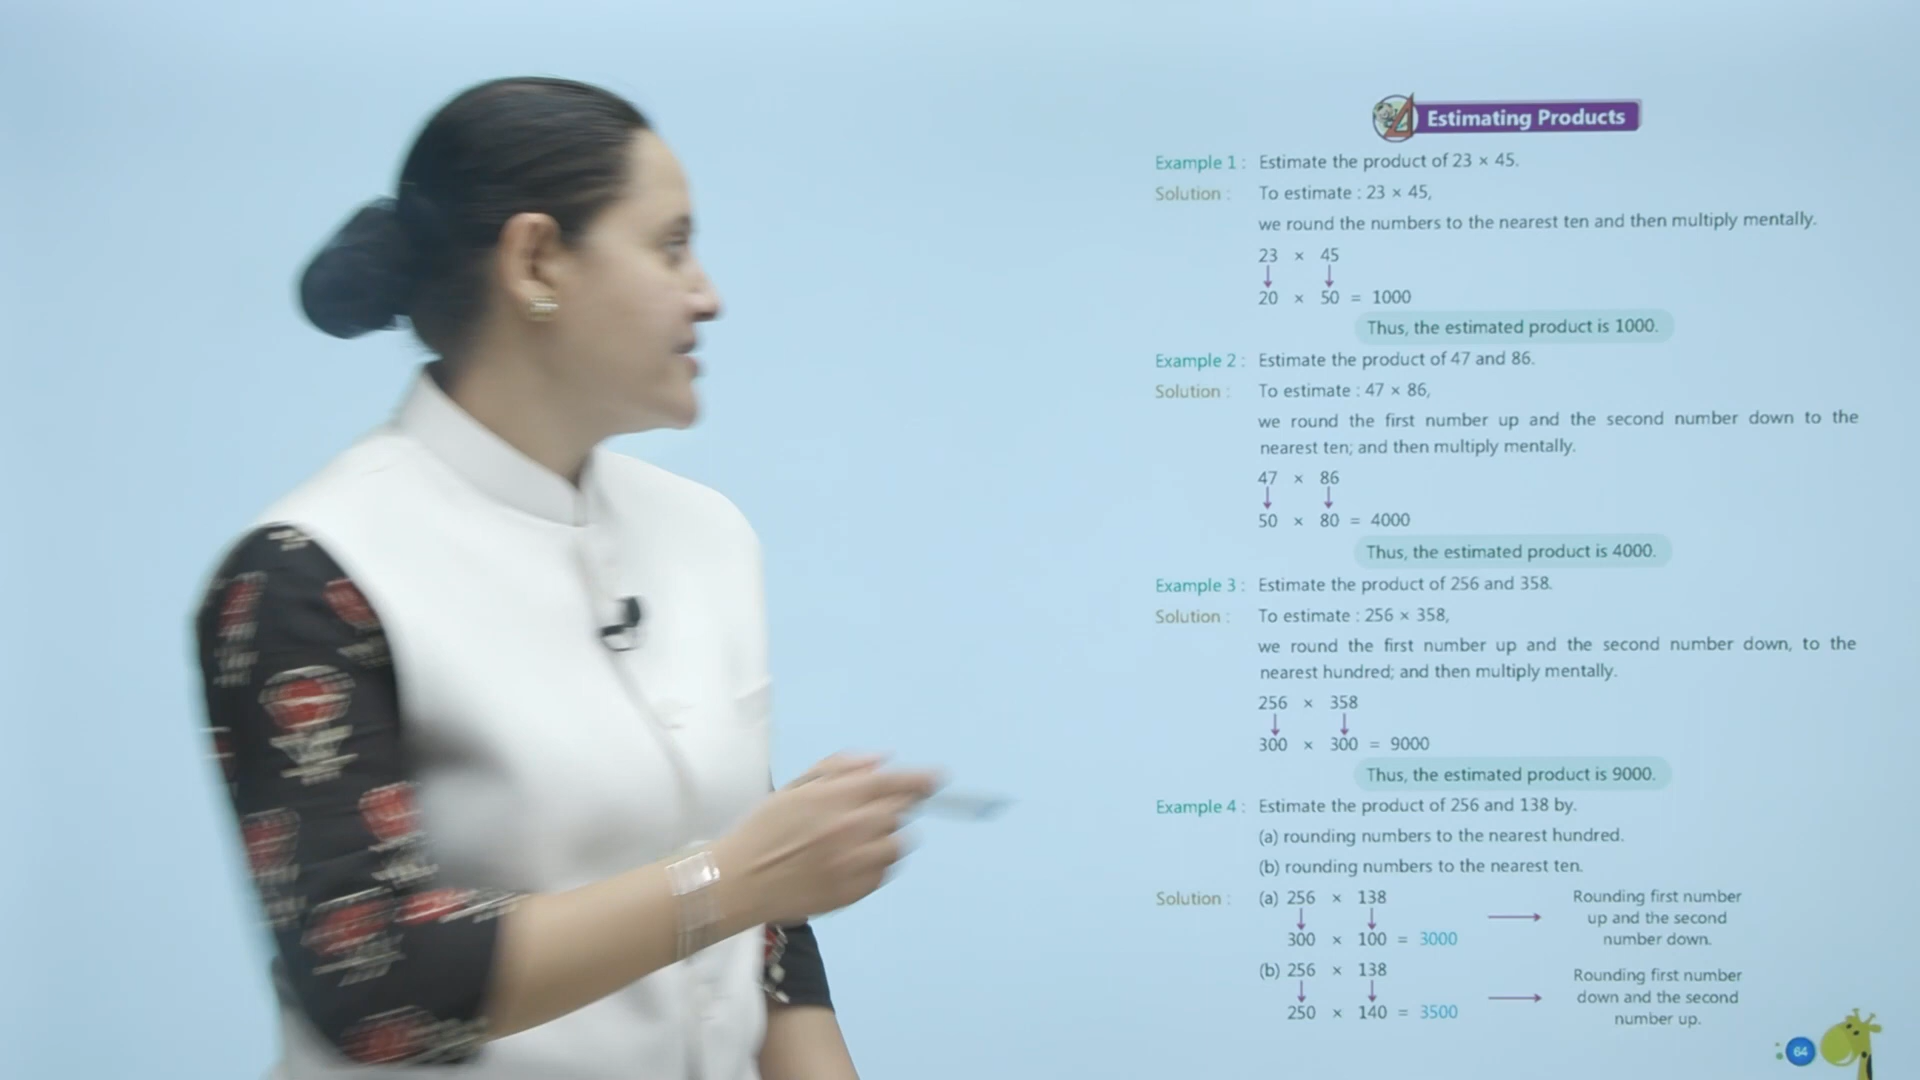 Estimating Products
Example 1 : Estimate the product of 23 × 45.
Solution : To estimate : 23 × 45,
we round the numbers to the nearest ten and then multiply mentally.
23 × 45
20 × 50 = 1000
Thus, the estimated product is 1000.
Example 2 : Estimate the product of 47 and 86.
Solution : To estimate : 47 × 86,
we round the first number up and the second number down to the
nearest ten; and then multiply mentally.
47 × 86
50 × 80 = 4000
Thus, the estimated product is 4000.
Example 3 : Estimate the product of 256 and 358.
Solution : To estimate : 256 × 358,
we round the first number up and the second number down, to the
nearest hundred; and then multiply mentally.
256 × 358
300 × 300 = 9000
Thus, the estimated product is 9000.
Example 4 : Estimate the product of 256 and 138 by.
(a) rounding numbers to the nearest hundred.
(b) rounding numbers to the nearest ten.
Solution : (a) 256 × 138
300 × 100 = 3000
Rounding first number
up and the second
number down.
(b) 256 × 138
250 × 140 = 3500
Rounding first number
down and the second
number up.
64